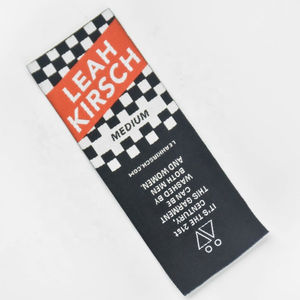 LEAH
KIRSCH
MEDIUM
LEAHKIRSCH.COM
IT'S THE 21st
CENTURY,
THIS GARMENT
CAN BE
WASHED BY
BOTH MEN
AND WOMEN.